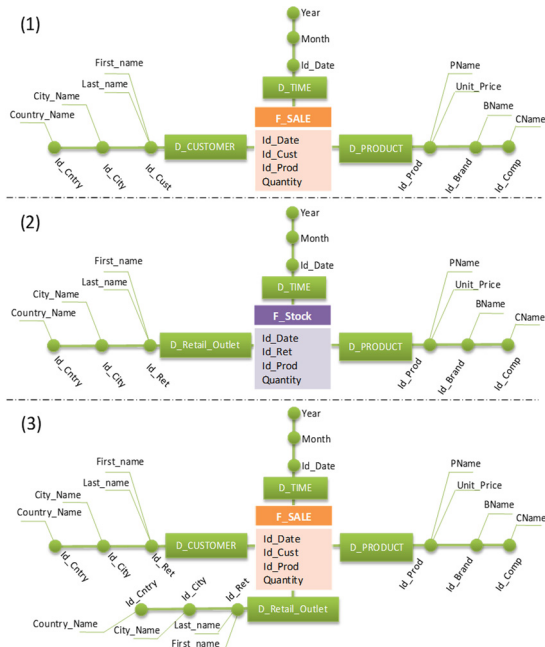 (1)
Year
Month
Id_Date
D_TIME
First_name
Last_name
City_Name
Country_Name
Id_Cntry
Id_City
Id_Cust
D_CUSTOMER
F_SALE
Id_Date
Id_Cust
Id_Prod
Quantity
D_PRODUCT
PName
Unit_Price
BName
CName
Id_Prod
Id_Brand
Id_Comp
(2)
Year
Month
Id_Date
D_TIME
First_name
Last_name
City_Name
Country_Name
Id_Cntry
Id_City
Id_Ret
D_Retail_Outlet
F_Stock
Id_Date
Id_Ret
Id_Prod
Quantity
D_PRODUCT
PName
Unit_Price
BName
CName
Id_Prod
Id_Brand
Id_Comp
(3)
Year
Month
Id_Date
D_TIME
First_name
Last_name
City_Name
Country_Name
Id_Cntry
Id_City
Id_Ret
D_CUSTOMER
F_SALE
Id_Date
Id_Cust
Id_Prod
Quantity
D_PRODUCT
PName
Unit_Price
BName
CName
Id_Prod
Id_Brand
Id_Comp
Id_Cntry
Id_City
Id_Ret
D_Retail_Outlet
Country_Name
City_Name
Last_name
First_name